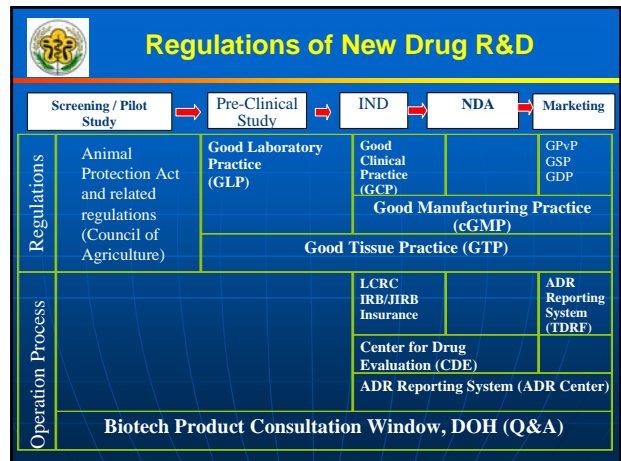 Regulations of New Drug R&D
Screening / Pilot
Study
Pre-Clinical
Study
IND
NDA
Marketing
Regulations
Animal
Protection Act
and related
regulations
(Council of
Agriculture)
Good Laboratory
Practice
(GLP)
Good
Clinical
Practice
(GCP)
GPvP
GSP
GDP
Good Manufacturing Practice
(cGMP)
Good Tissue Practice (GTP)
Operation Process
LCRC
IRB/JIRB
Insurance
ADR
Reporting
System
(TDRF)
Center for Drug
Evaluation (CDE)
ADR Reporting System (ADR Center)
Biotech Product Consultation Window, DOH (Q&A)